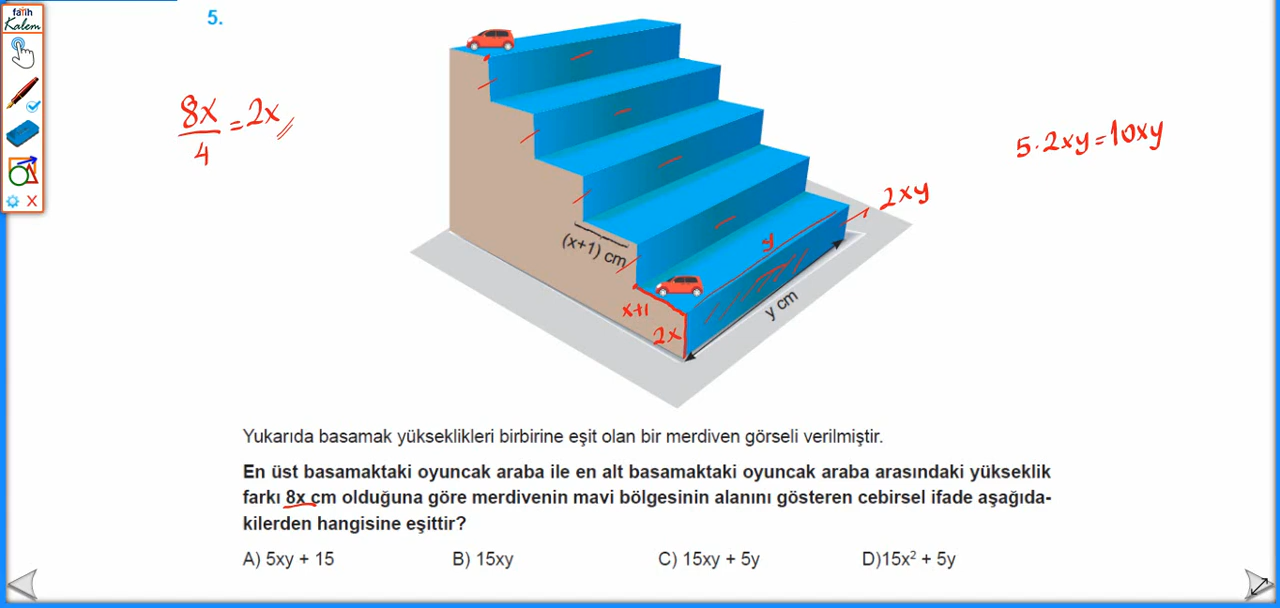 fatih
Kalem
5.
8x/4 = 2x
5·2xy=10xy
2xy
y
(x+1) cm
x+1
2x
y cm
Yukarıda basamak yükseklikleri birbirine eşit olan bir merdiven görseli verilmiştir.
En üst basamaktaki oyuncak araba ile en alt basamaktaki oyuncak araba arasındaki yükseklik
farkı 8x cm olduğuna göre merdivenin mavi bölgesinin alanını gösteren cebirsel ifade aşağıda-
kilerden hangisine eşittir?
A) 5xy + 15 B) 15xy C) 15xy + 5y D)15x² + 5y